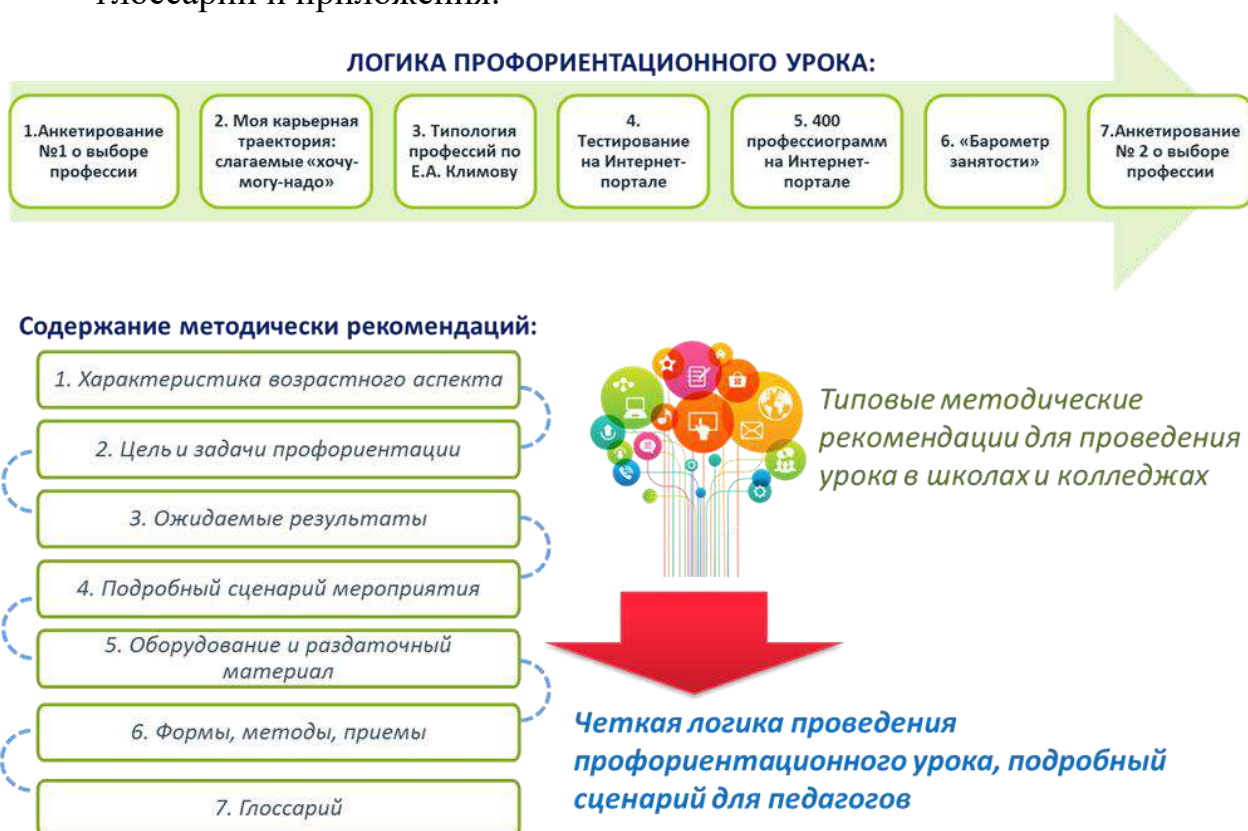 глоссарий и приложения.
ЛОГИКА ПРОФОРИЕНТАЦИОННОГО УРОКА:
1.Анкетирование
№1 о выборе
профессии
2. Моя карьерная
траектория:
слагаемые «хочу-
могу-надо»
3. Типология
профессий по
Е.А. Климову
4.
Тестирование
на Интернет-
портале
5. 400
профессиограмм
на Интернет-
портале
6. «Барометр
занятости»
7.Анкетирование
№ 2 о выборе
профессии
Содержание методически рекомендаций:
1. Характеристика возрастного аспекта
2. Цель и задачи профориентации
3. Ожидаемые результаты
4. Подробный сценарий мероприятия
5. Оборудование и раздаточный
материал
6. Формы, методы, приемы
7. Глоссарий
Типовые методические
рекомендации для проведения
урока в школах и колледжах
Четкая логика проведения
профориентационного урока, подробный
сценарий для педагогов